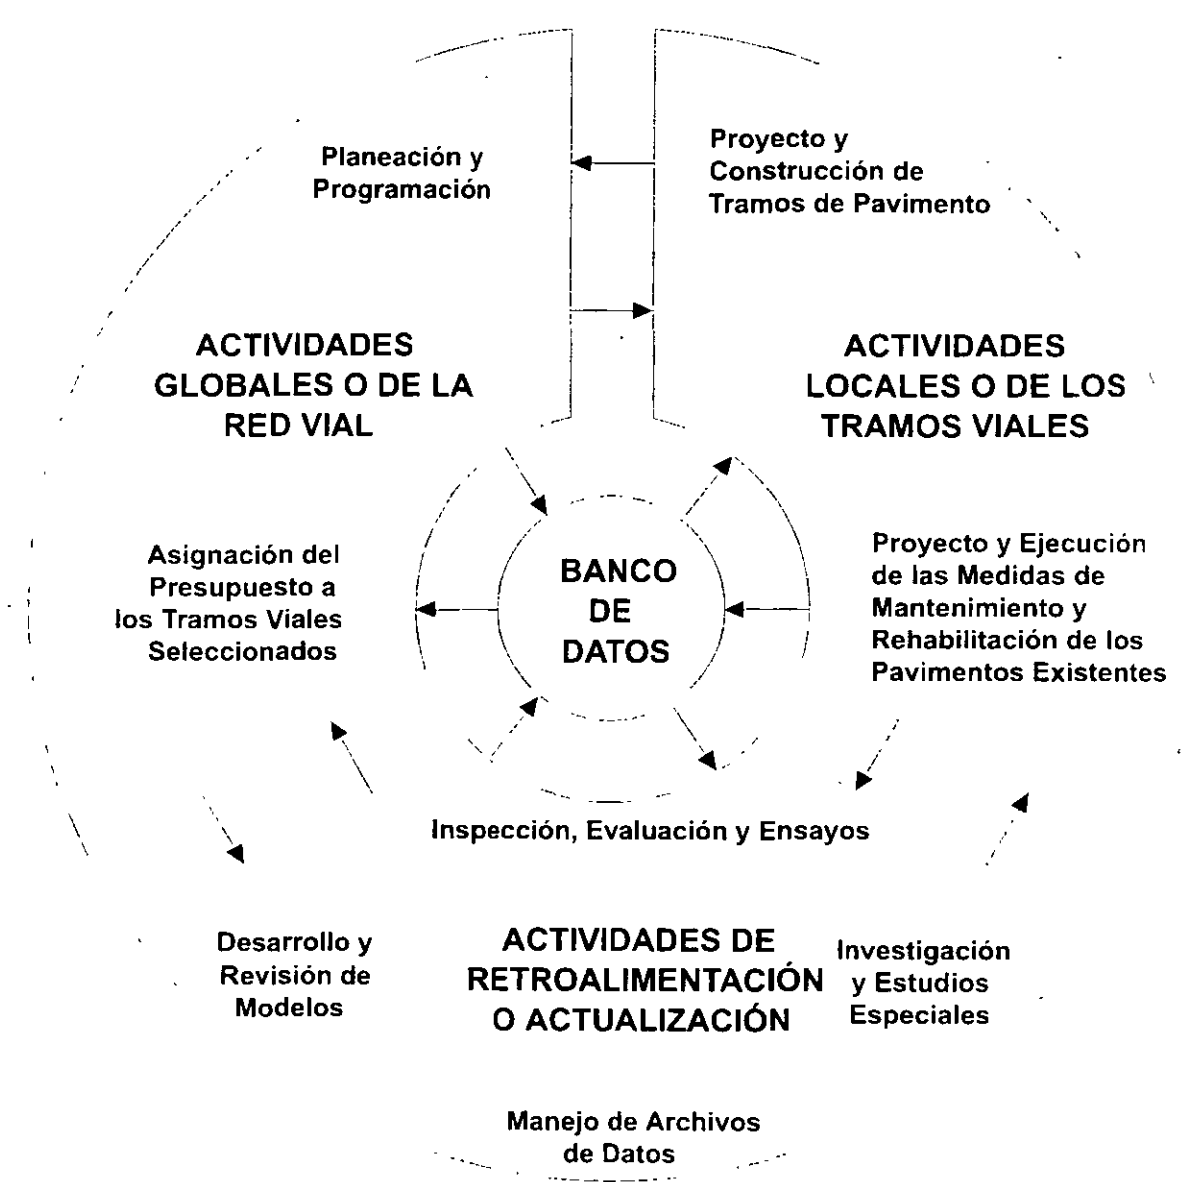 Planeación y
Programación
Proyecto y
Construcción de
Tramos de Pavimento
ACTIVIDADES
GLOBALES O DE LA
RED VIAL
ACTIVIDADES
LOCALES O DE LOS
TRAMOS VIALES
Asignación del
Presupuesto a
los Tramos Viales
Seleccionados
BANCO
DE
DATOS
Proyecto y Ejecución
de las Medidas de
Mantenimiento y
Rehabilitación de los
Pavimentos Existentes
Inspección, Evaluación y Ensayos
Desarrollo y
Revisión de
Modelos
ACTIVIDADES DE
RETROALIMENTACIÓN
O ACTUALIZACIÓN
Investigación
y Estudios
Especiales
Manejo de Archivos
de Datos